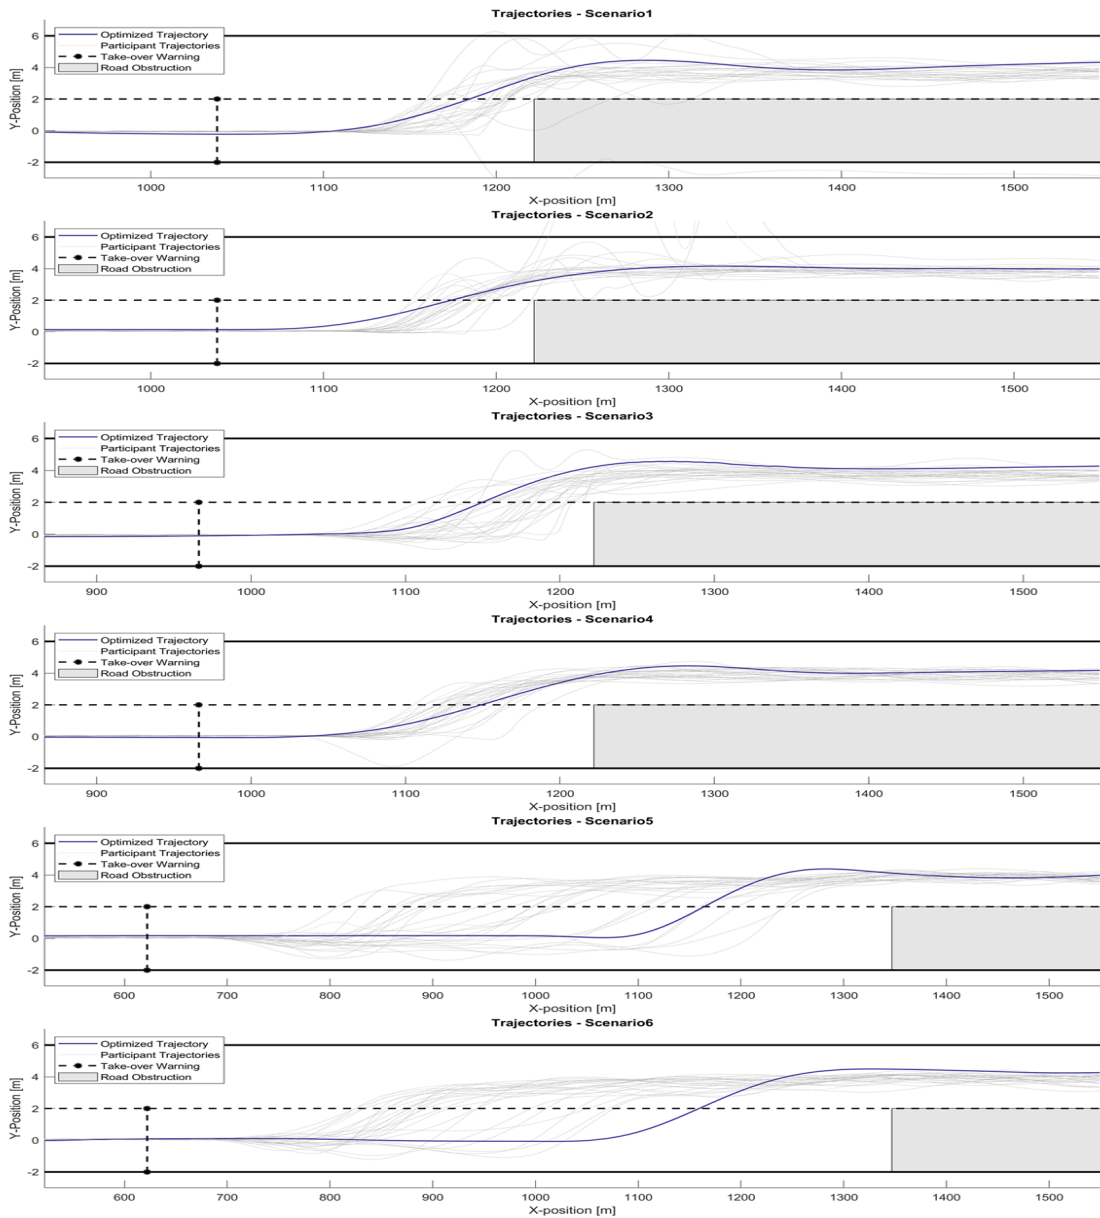 Trajectories - Scenario1
Optimized Trajectory
Participant Trajectories
Take-over Warning
Road Obstruction
Y-Position [m]
6
4
2
0
-2
1000 1100 1200 1300 1400 1500
X-position [m]
Trajectories - Scenario2
Optimized Trajectory
Participant Trajectories
Take-over Warning
Road Obstruction
Y-Position [m]
6
4
2
0
-2
1000 1100 1200 1300 1400 1500
X-position [m]
Trajectories - Scenario3
Optimized Trajectory
Participant Trajectories
Take-over Warning
Road Obstruction
Y-Position [m]
6
4
2
0
-2
900 1000 1100 1200 1300 1400 1500
X-position [m]
Trajectories - Scenario4
Optimized Trajectory
Participant Trajectories
Take-over Warning
Road Obstruction
Y-Position [m]
6
4
2
0
-2
900 1000 1100 1200 1300 1400 1500
X-position [m]
Trajectories - Scenario5
Optimized Trajectory
Participant Trajectories
Take-over Warning
Road Obstruction
Y-Position [m]
6
4
2
0
-2
600 700 800 900 1000 1100 1200 1300 1400 1500
X-position [m]
Trajectories - Scenario6
Optimized Trajectory
Participant Trajectories
Take-over Warning
Road Obstruction
Y-Position [m]
6
4
2
0
-2
600 700 800 900 1000 1100 1200 1300 1400 1500
X-position [m]